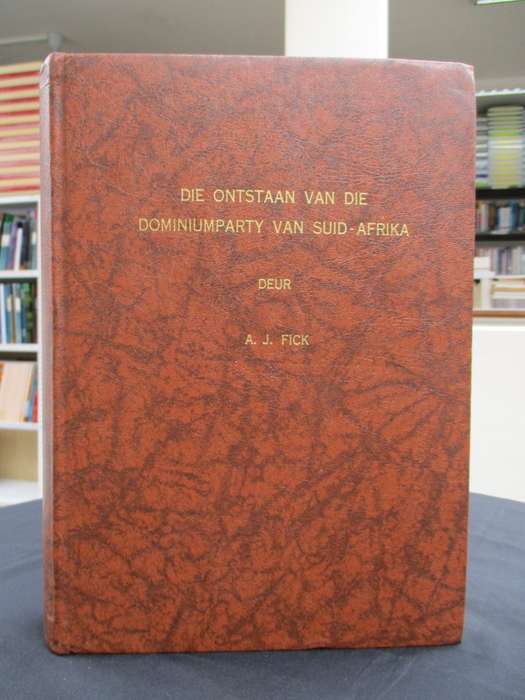 DIE ONTSTAAN VAN DIE
DOMINIUMPARTY VAN SUID-AFRIKA
DEUR
A. J. FICK